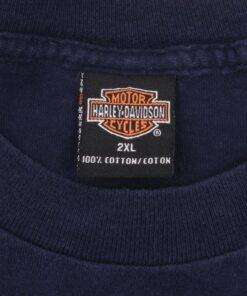 MOTOR
HARLEY-DAVIDSON
CYCLES
®
2XL
100% COTTON/COTON